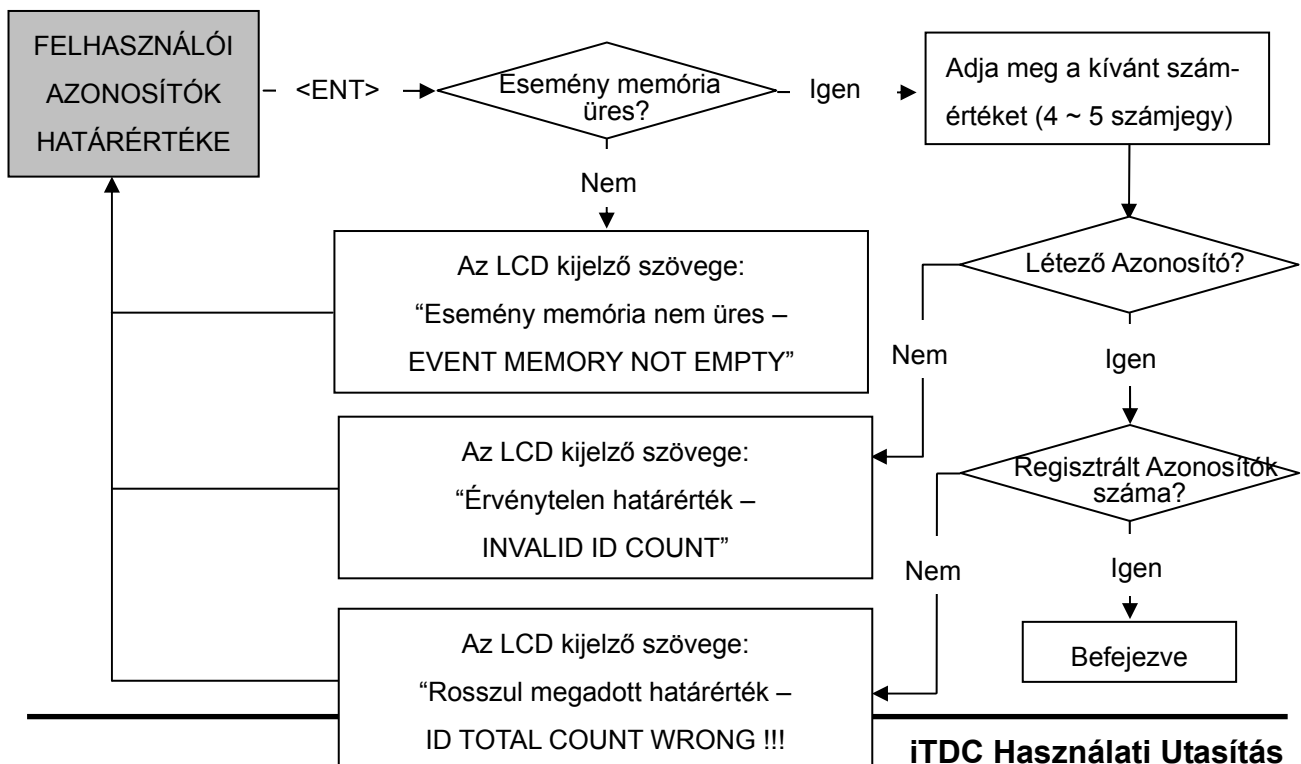 FELHASZNÁLÓI
AZONOSÍTÓK
HATÁRÉRTÉKE
<ENT>
Esemény memória
üres?
Igen
Adja meg a kívánt szám-
értéket (4 ~ 5 számjegy)
Nem
Az LCD kijelző szövege:
“Esemény memória nem üres –
EVENT MEMORY NOT EMPTY”
Létező Azonosító?
Nem
Igen
Az LCD kijelző szövege:
“Érvénytelen határérték –
INVALID ID COUNT”
Regisztrált Azonosítók
száma?
Nem
Igen
Az LCD kijelző szövege:
“Rosszul megadott határérték –
ID TOTAL COUNT WRONG !!!
Befejezve
iTDC Használati Utasítás